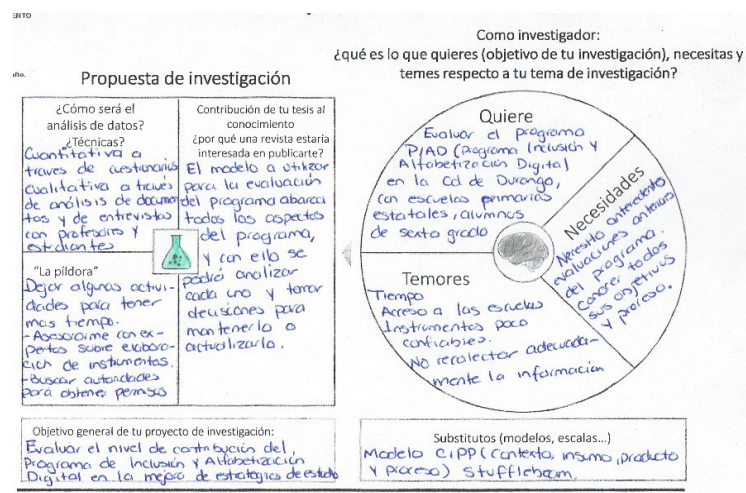 ENTO
Propuesta de investigación
¿Cómo será el
análisis de datos?
¿Técnicas?
Cuantitativa a
traves de cuestionarios
cualitativa a través
de análisis de documen
tos y de entrevistas
con profesores y
estudiantes
Contribución de tu tesis al
conocimiento
¿por qué una revista estaría
interesada en publicarte?
El modelo a utilizar
para la evaluación
del programa abarca
todos los aspectos
del programa,
y con ello se
podrá analizar
cada uno y tomar
decisiones para
mantenerlo o
actualizarlo.
"La píldora"
Dejar algunas activi-
dades para tener
mas tiempo.
-Asesorarme con ex-
pertos sobre elabora-
ción de instrumentos.
-Buscar autoridades
para obtener permisos
Objetivo general de tu proyecto de investigación:
Evaluar el nivel de contribución del
Programa de Inclusión y Alfabetización
Digital en la mejora de estrategias de estudio
Como investigador:
¿qué es lo que quieres (objetivo de tu investigación), necesitas y
temes respecto a tu tema de investigación?
Quiere
Evaluar el programa
PIAD (Programa Inclusión y
Alfabetización Digital)
en la Cd de Durango,
con escuelas primarias
estatales, alumnos
de sexto grado
Necesidades
Necesito antecedentes
evaluaciones anteriores
del programa.
Conocer todos
sus objetivos
y proceso.
Temores
Tiempo
Acceso a las escuelas
Instrumentos poco
confiables.
No recolectar adecuada-
mente la información
Substitutos (modelos, escalas...)
Modelo CIPP (Contexto, insumo, producto
y proceso) Stufflebeam.